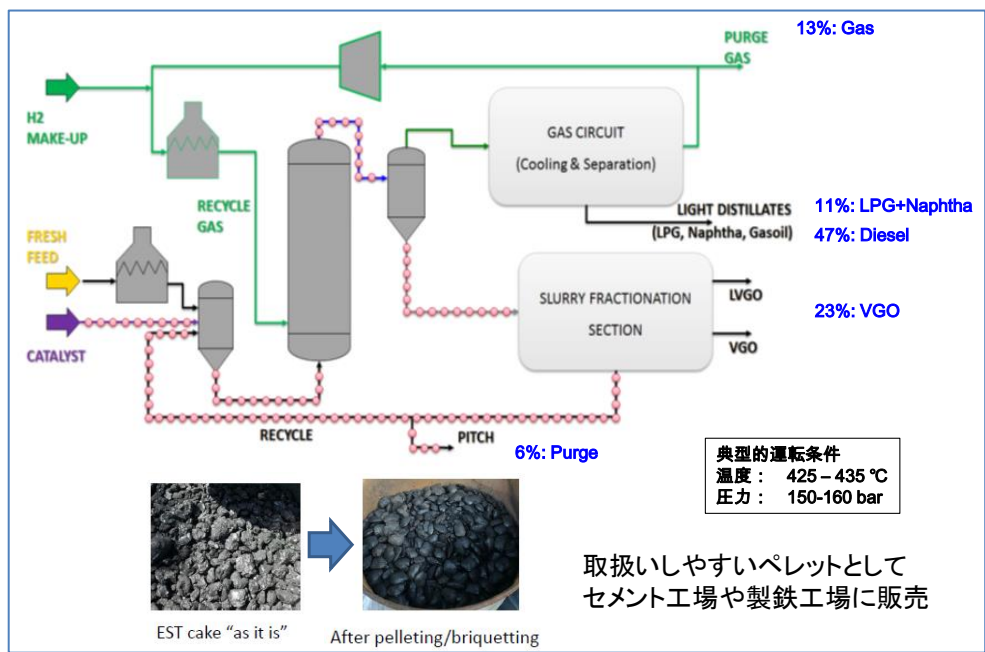 13%: Gas
PURGE
GAS
H2
MAKE-UP
GAS CIRCUIT
(Cooling & Separation)
RECYCLE
GAS
LIGHT DISTILLATES
(LPG, Naphtha, Gasoil)
11%: LPG+Naphtha
47%: Diesel
FRESH
FEED
CATALYST
SLURRY FRACTIONATION
SECTION
LVGO
23%: VGO
VGO
RECYCLE
PITCH
6%: Purge
典型的運転条件
温度： 425 – 435 ℃
圧力： 150-160 bar
取扱いしやすいペレットとして
セメント工場や製鉄工場に販売
EST cake “as it is”
After pelleting/briquetting